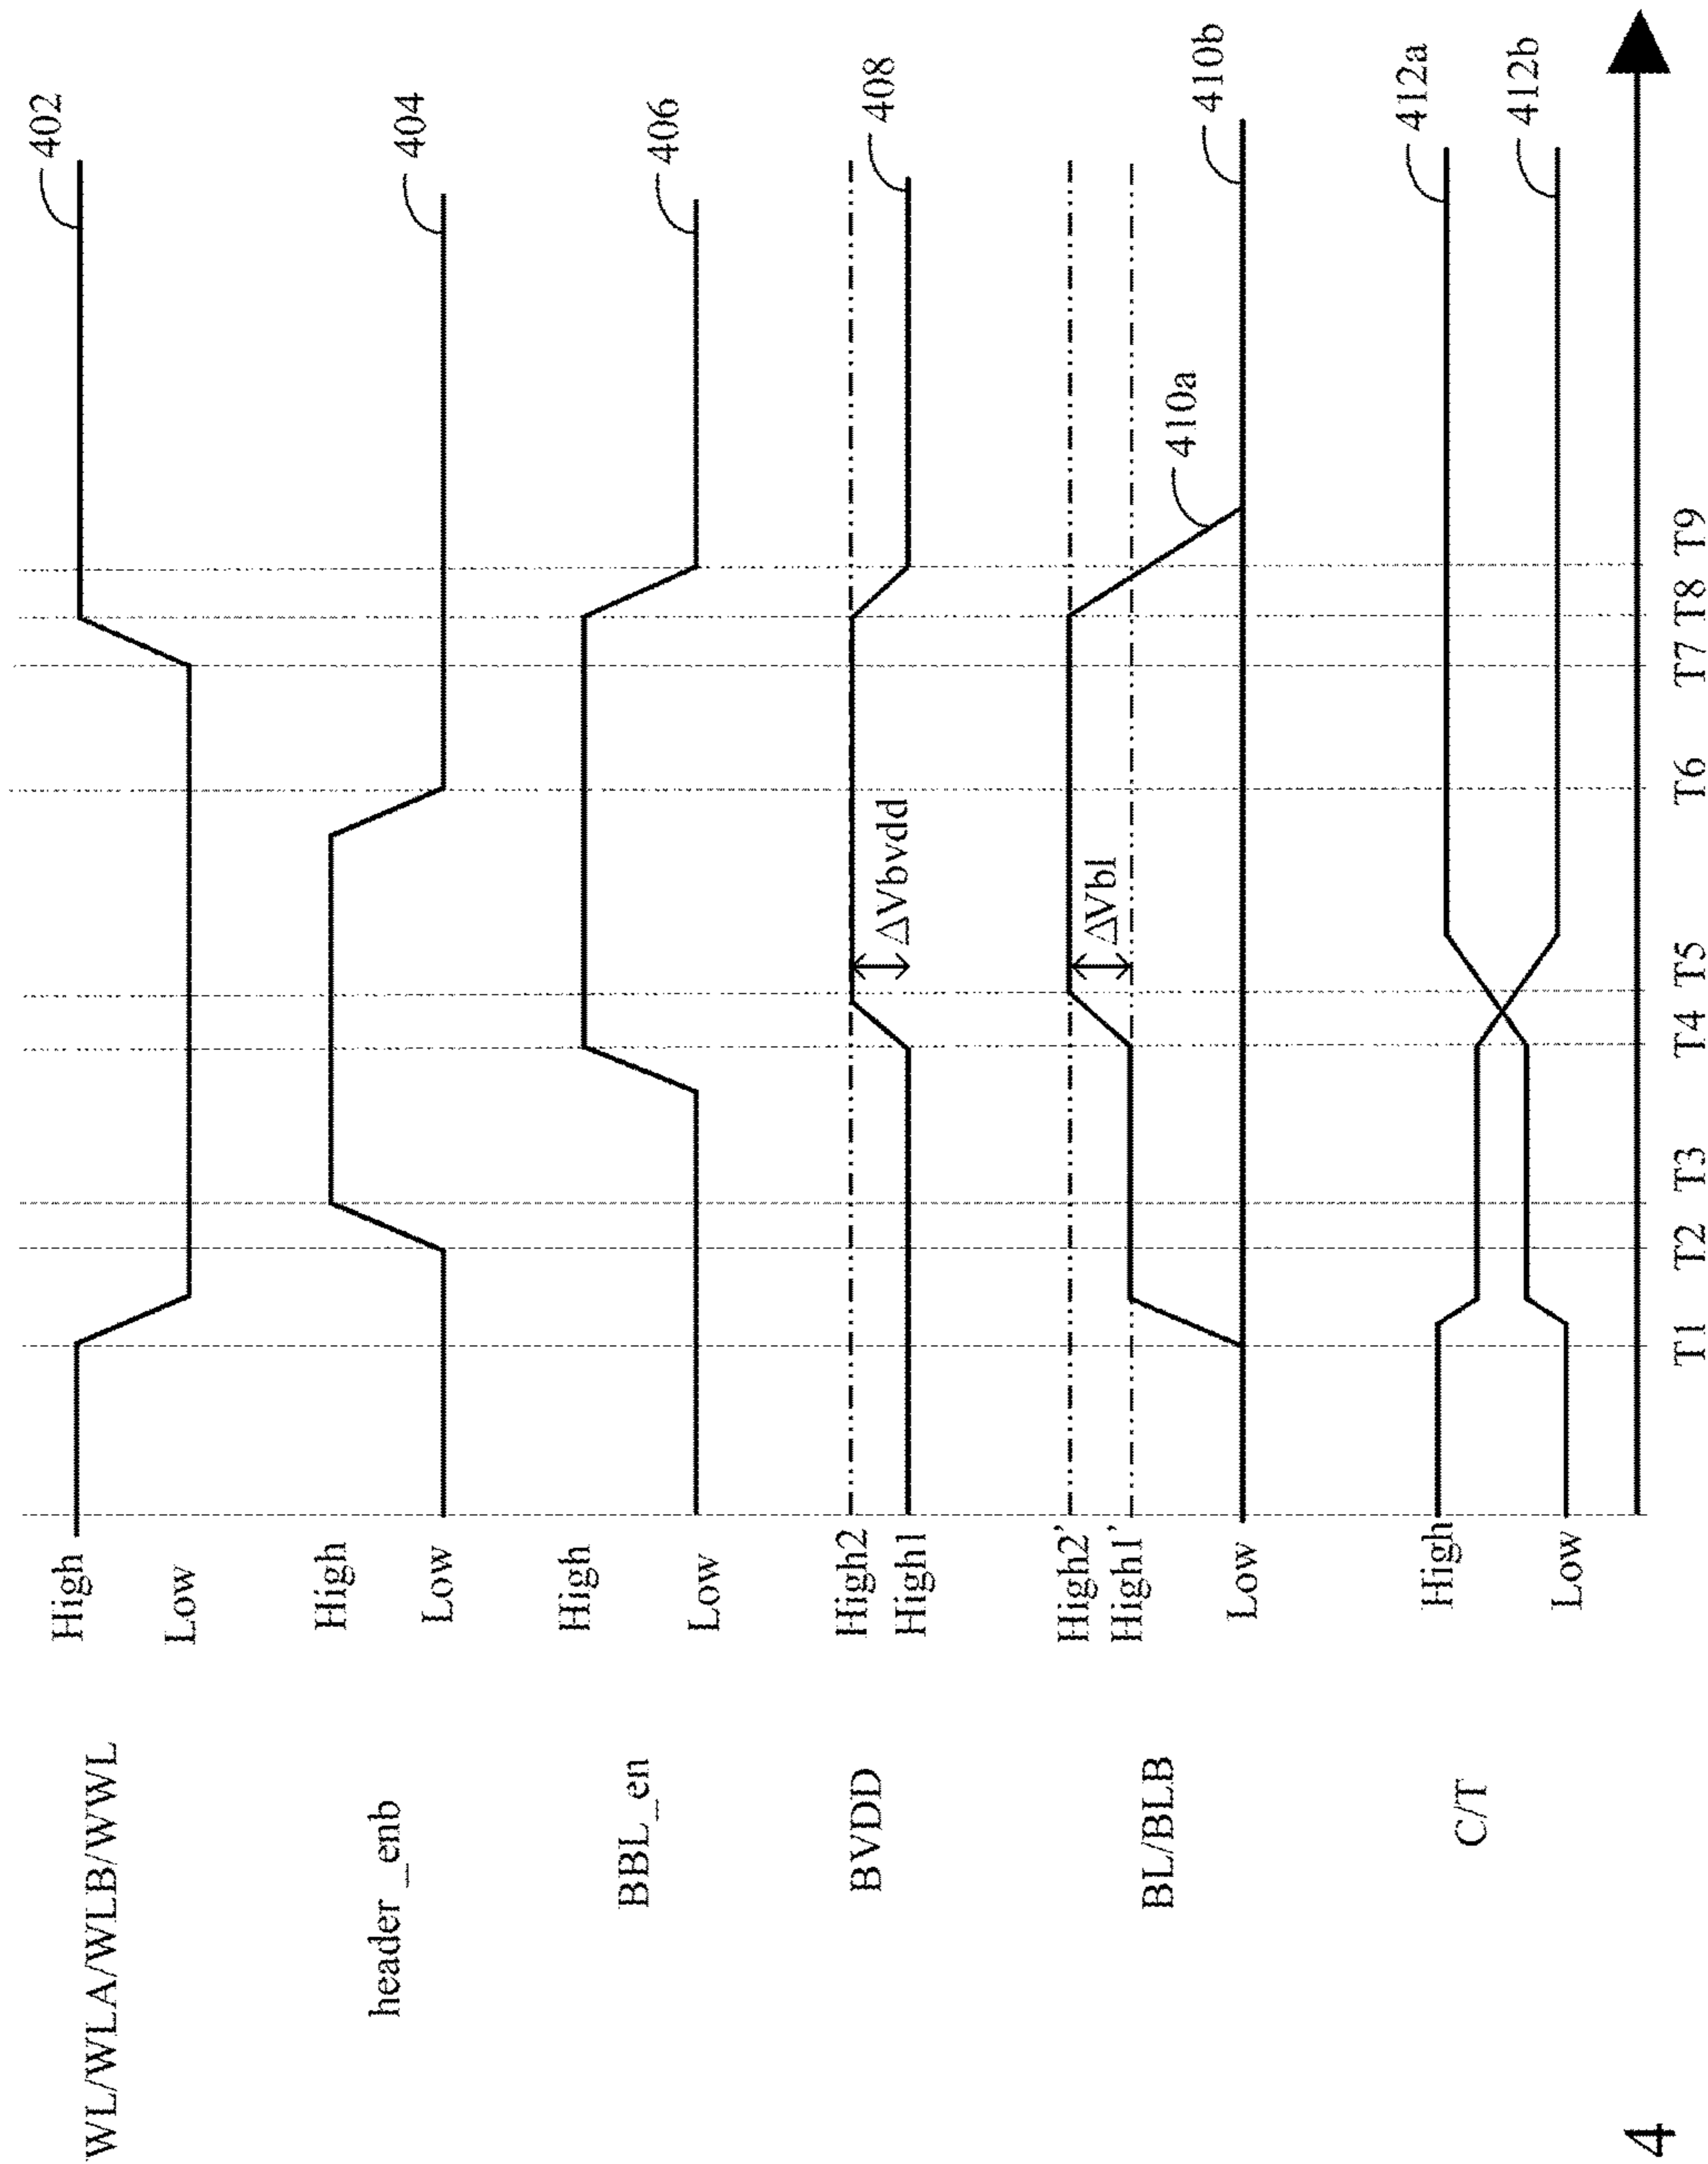 WL/WLA/WLB/WWL
High
Low
402
header_enb
High
Low
404
BBL_en
High
Low
406
BVDD
High2
High1
ΔVbvdd
408
BL/BLB
High2’
High1’
Low
ΔVbl
410a
410b
C/T
High
Low
412a
412b
T1 T2 T3 T4 T5 T6 T7 T8 T9
4